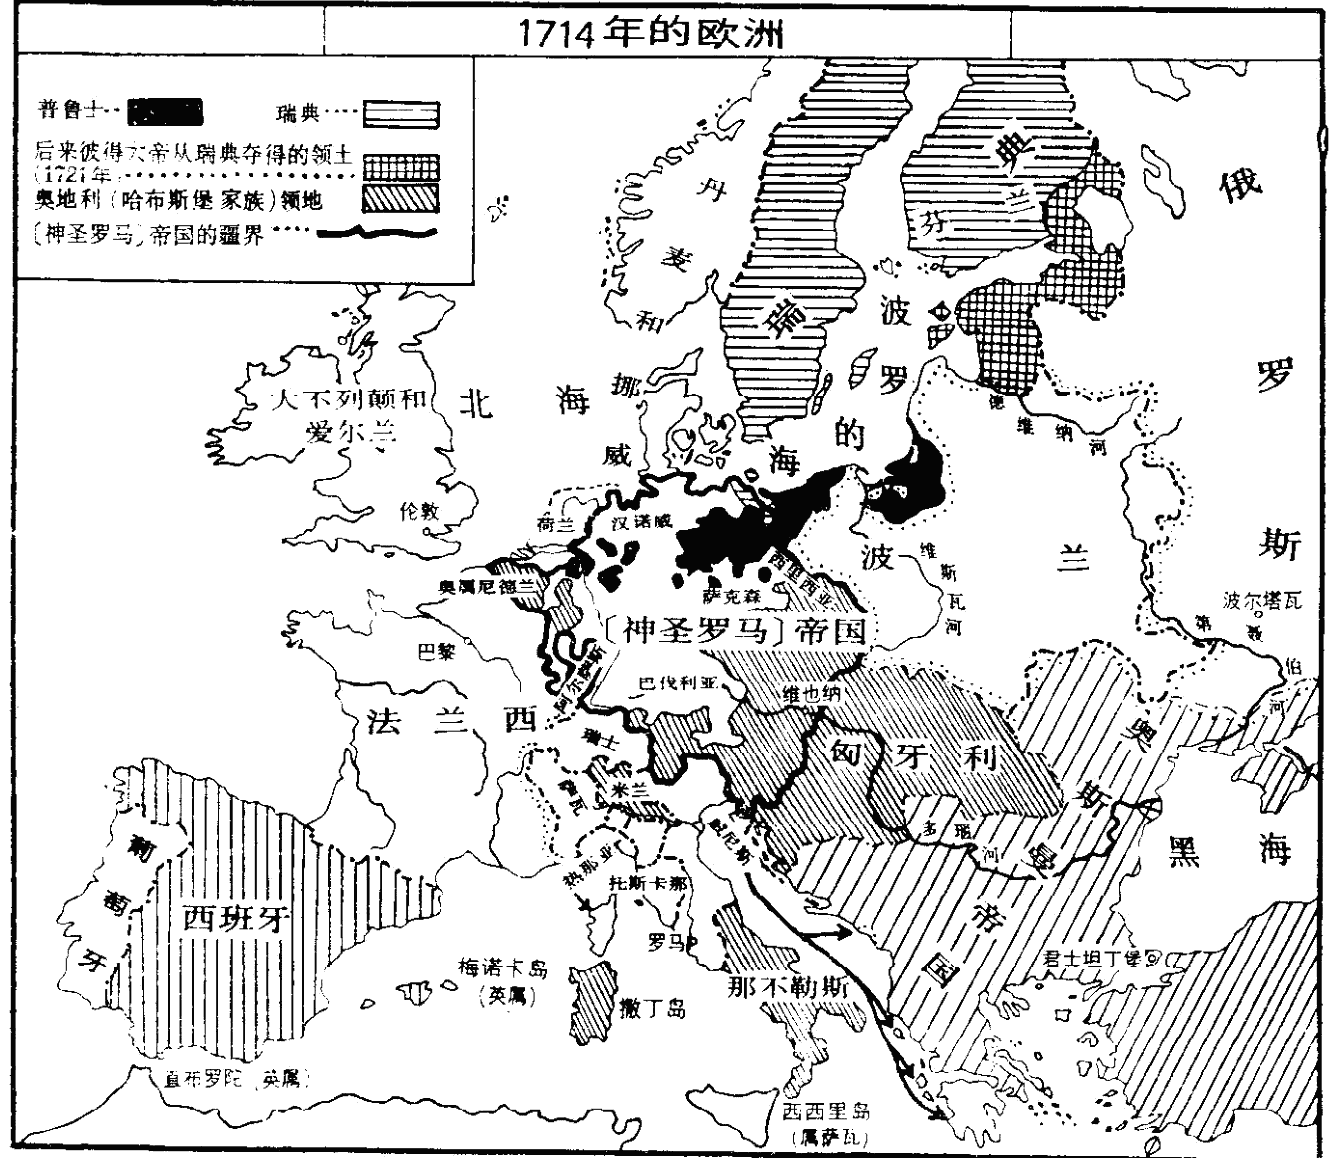 1714年的欧洲
普鲁士
瑞典
后来彼得大帝从瑞典夺得的领土
(1721年)
奥地利(哈布斯堡家族)领地
〔神圣罗马〕帝国的疆界
瑞典
芬兰
俄罗斯
丹麦和挪威
波罗的海
北海
大不列颠和
爱尔兰
伦敦
荷兰
汉诺威
德维纳河
奥属尼德兰
西里西亚
萨克森
波兰
维斯瓦河
波尔塔瓦
第聂伯河
〔神圣罗马〕帝国
巴黎
阿尔萨斯
巴伐利亚
维也纳
法兰西
瑞士
匈牙利
奥斯曼帝国
萨瓦
米兰
威尼斯
多瑙河
黑海
热那亚
托斯卡那
葡萄牙
西班牙
罗马
君士坦丁堡
梅诺卡岛
(英属)
撒丁岛
那不勒斯
直布罗陀(英属)
西西里岛
(属萨瓦)